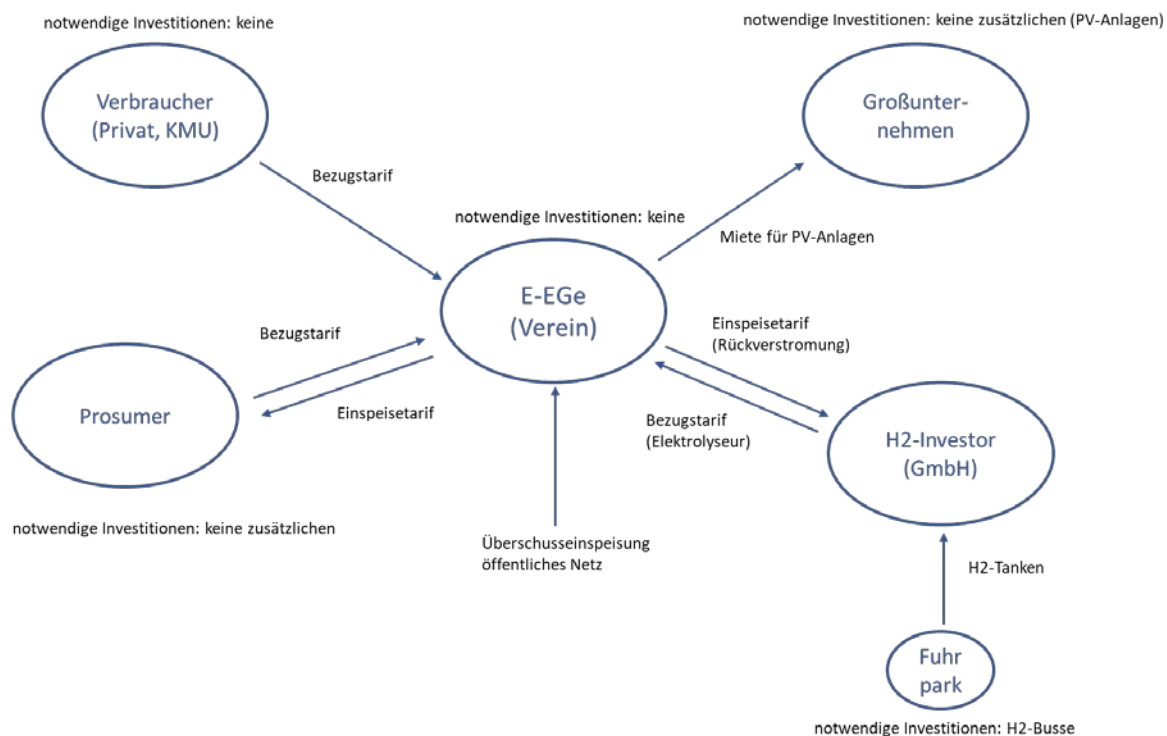 notwendige Investitionen: keine
notwendige Investitionen: keine zusätzlichen (PV-Anlagen)
Verbraucher
(Privat, KMU)
Großunter-
nehmen
Bezugstarif
notwendige Investitionen: keine
Miete für PV-Anlagen
E-EGe
(Verein)
Bezugstarif
Einspeisetarif
(Rückverstromung)
Prosumer
Einspeisetarif
Bezugstarif
(Elektrolyseur)
H2-Investor
(GmbH)
notwendige Investitionen: keine zusätzlichen
Überschusseinspeisung
öffentliches Netz
H2-Tanken
Fuhr
park
notwendige Investitionen: H2-Busse